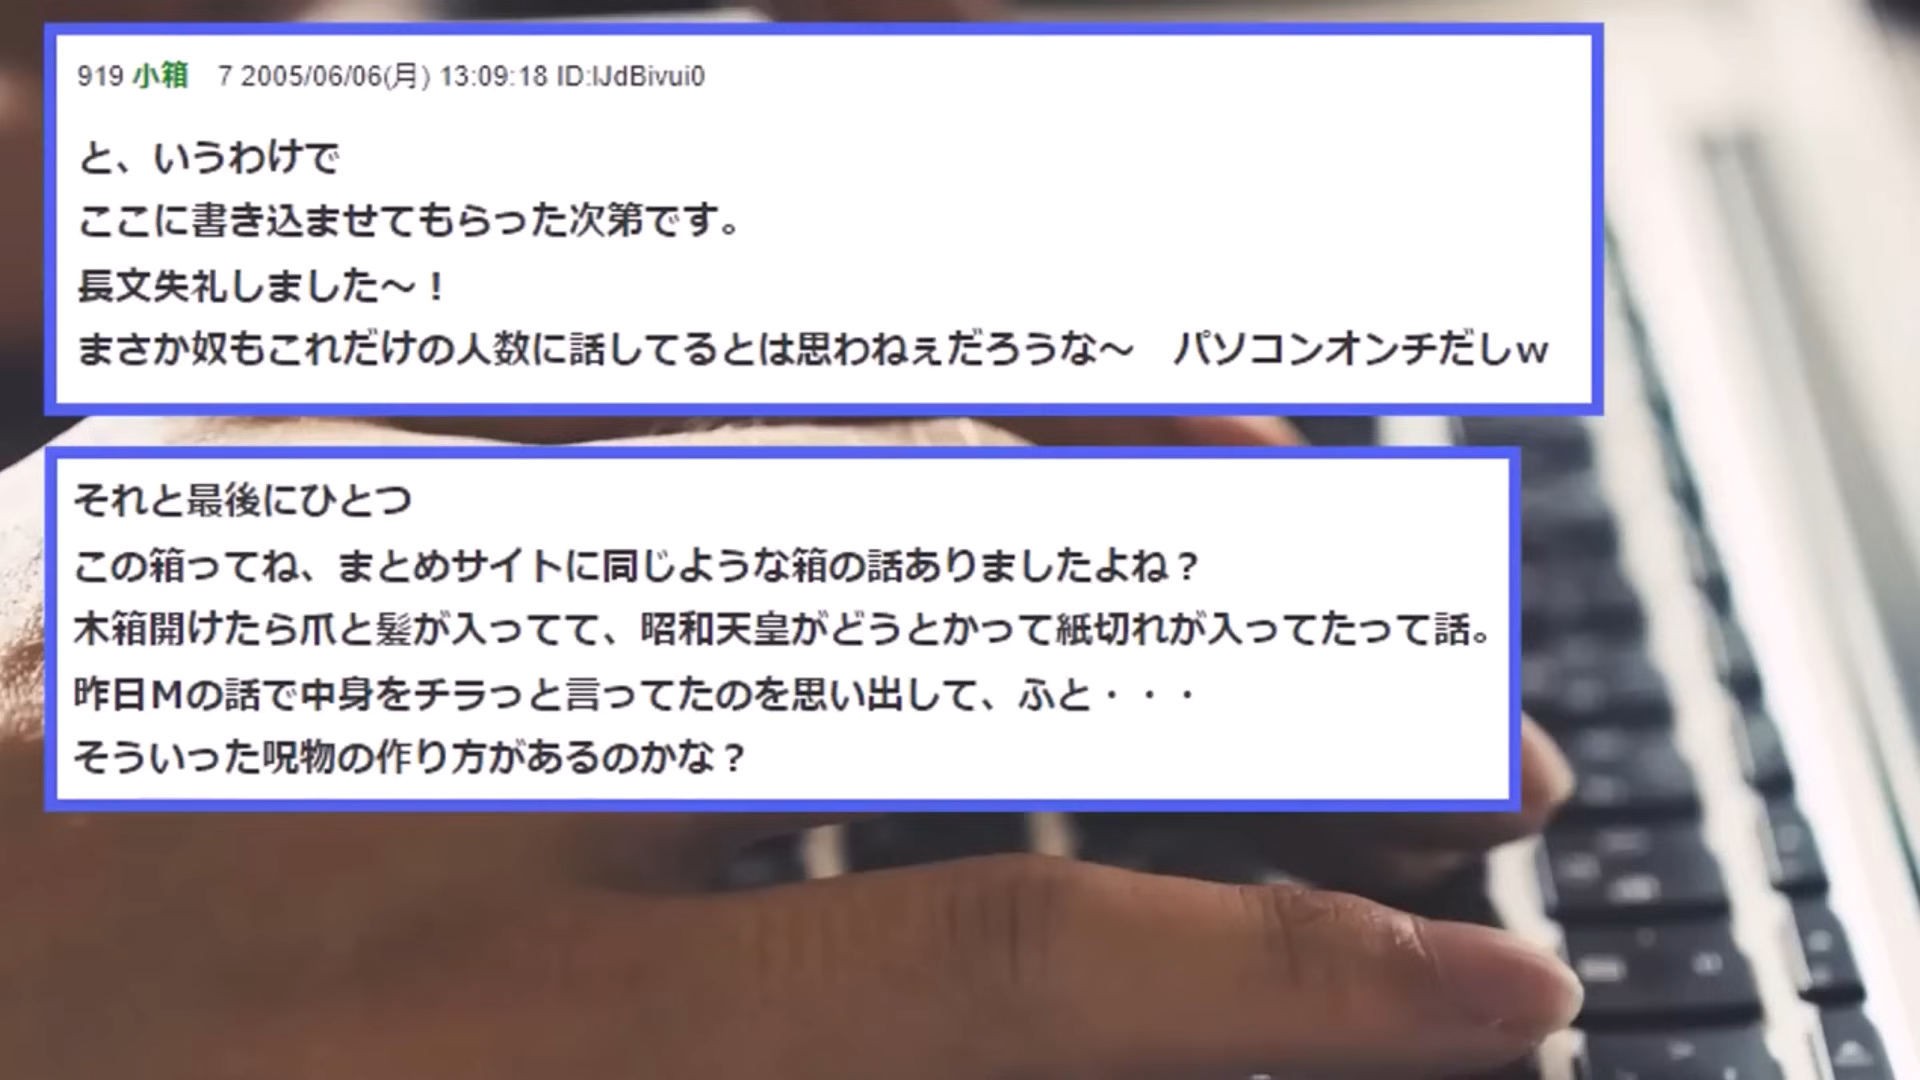 919 小箱　7 2005/06/06(月) 13:09:18 ID:lJdBivui0
と、いうわけで
ここに書き込ませてもらった次第です。
長文失礼しました～！
まさか奴もこれだけの人数に話してるとは思わねぇだろうな～　パソコンオンチだしｗ
それと最後にひとつ
この箱ってね、まとめサイトに同じような箱の話ありましたよね？
木箱開けたら爪と髪が入ってて、昭和天皇がどうとかって紙切れが入ってたって話。
昨日Ｍの話で中身をチラっと言ってたのを思い出して、ふと・・・
そういった呪物の作り方があるのかな？